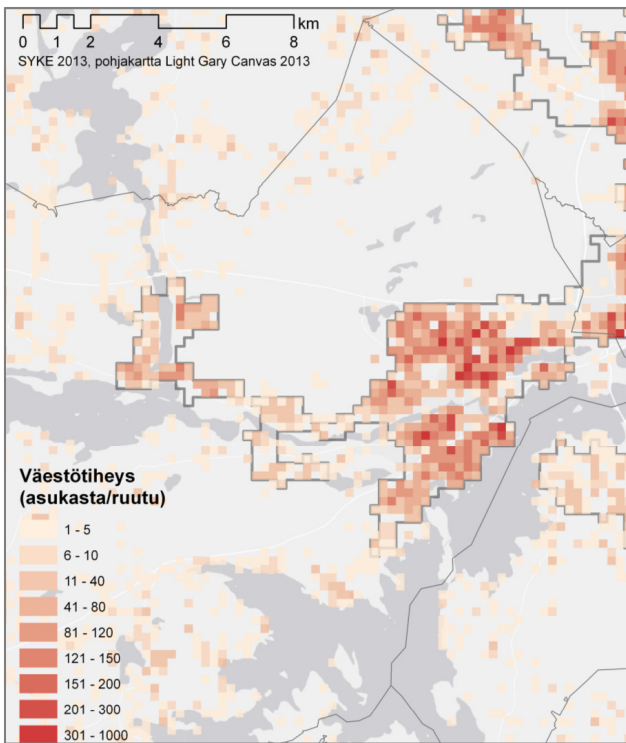 km
0 1 2 4 6 8
SYKE 2013, pohjakartta Light Gary Canvas 2013
Väestötiheys
(asukasta/ruutu)
1 - 5
6 - 10
11 - 40
41 - 80
81 - 120
121 - 150
151 - 200
201 - 300
301 - 1000